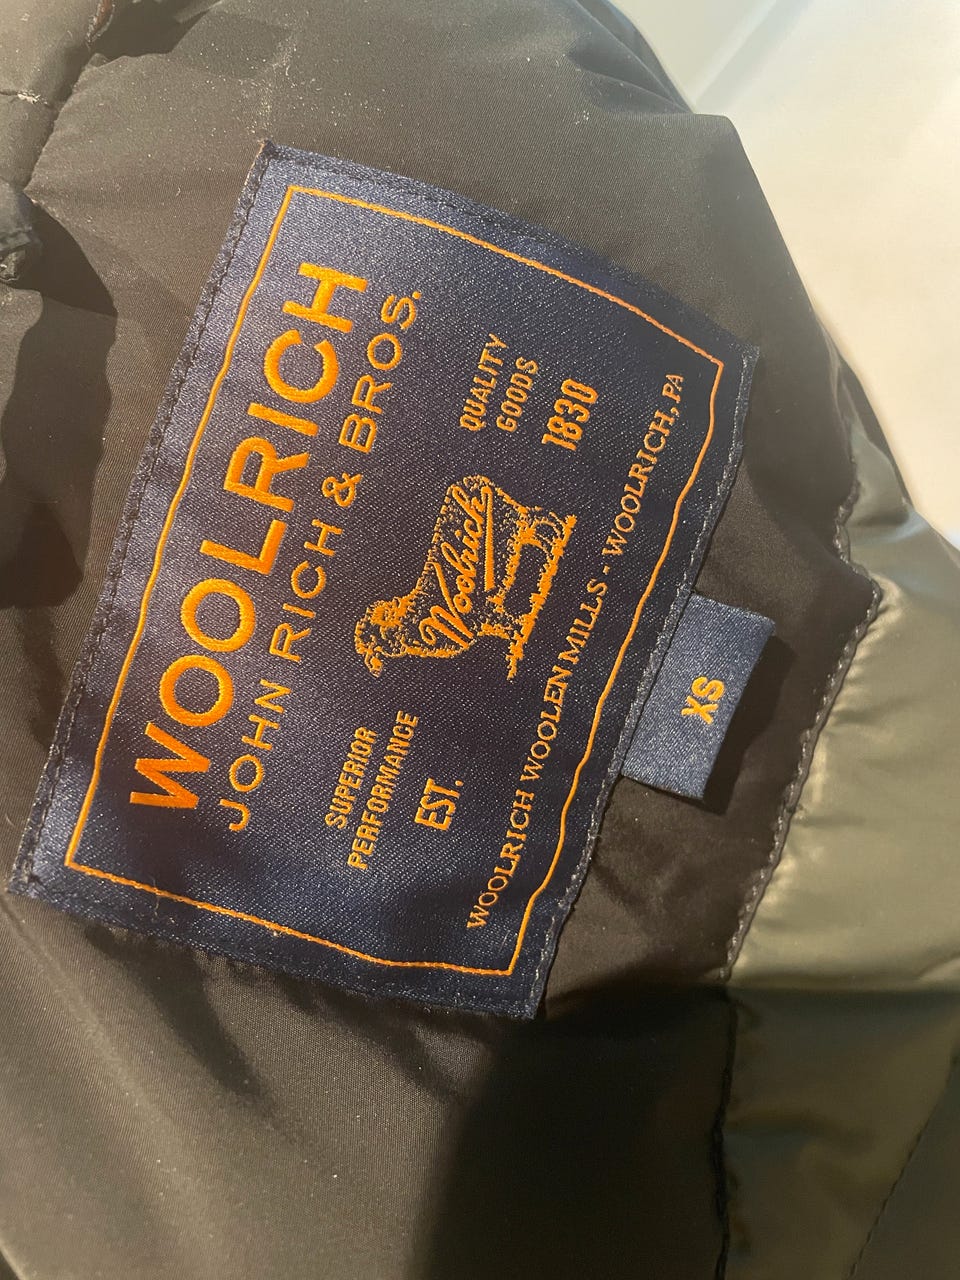 WOOLRICH
JOHN RICH & BROS.
SUPERIOR
PERFORMANCE
EST.
Woolrich
QUALITY
GOODS
1830
WOOLRICH WOOLEN MILLS - WOOLRICH, PA
XS